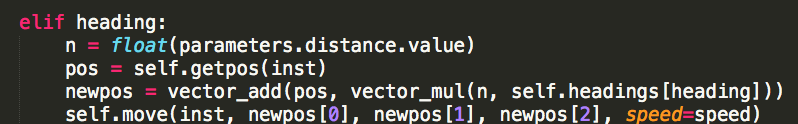 elif heading:
    n = float(parameters.distance.value)
    pos = self.getpos(inst)
    newpos = vector_add(pos, vector_mul(n, self.headings[heading]))
    self.move(inst, newpos[0], newpos[1], newpos[2], speed=speed)